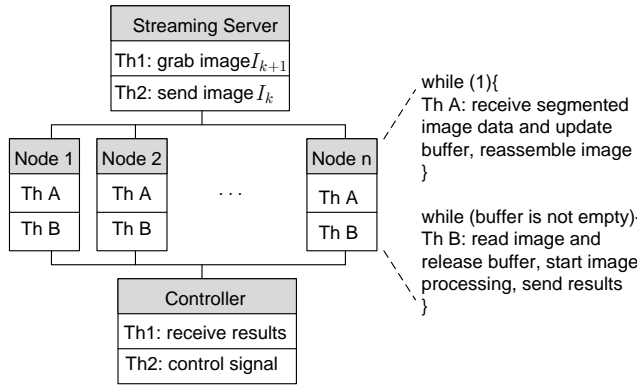 Streaming Server
Th1: grab image I_{k+1}
Th2: send image I_k
Node 1
Th A
Th B
Node 2
Th A
Th B
. . .
Node n
Th A
Th B
while (1){
Th A: receive segmented
image data and update
buffer, reassemble image
}
while (buffer is not empty){
Th B: read image and
release buffer, start image
processing, send results
}
Controller
Th1: receive results
Th2: control signal